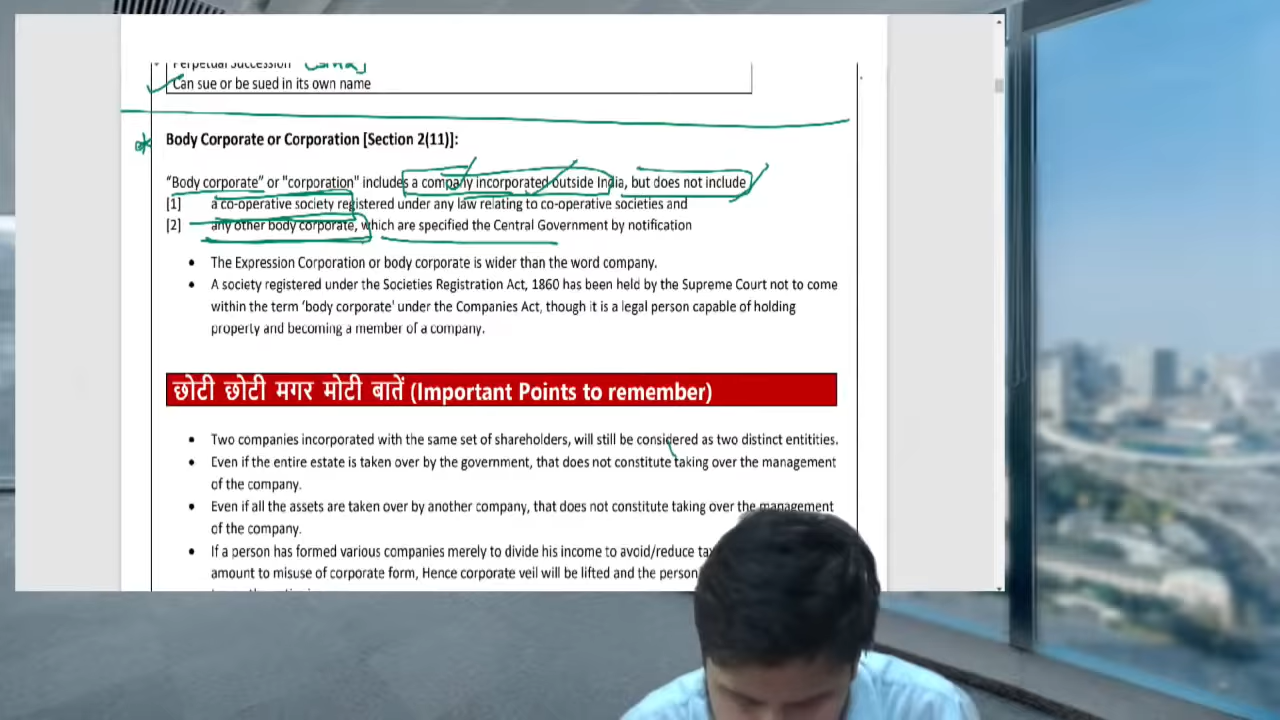 Perpetual Succession
Can sue or be sued in its own name
Body Corporate or Corporation [Section 2(11)]:
"Body corporate" or "corporation" includes a company incorporated outside India, but does not include
[1] a co-operative society registered under any law relating to co-operative societies and
[2] any other body corporate, which are specified the Central Government by notification
• The Expression Corporation or body corporate is wider than the word company.
• A society registered under the Societies Registration Act, 1860 has been held by the Supreme Court not to come
within the term 'body corporate' under the Companies Act, though it is a legal person capable of holding
property and becoming a member of a company.
छोटी छोटी मगर मोटी बातें (Important Points to remember)
• Two companies incorporated with the same set of shareholders, will still be considered as two distinct entitities.
• Even if the entire estate is taken over by the government, that does not constitute taking over the management
of the company.
• Even if all the assets are taken over by another company, that does not constitute taking over the management
of the company.
• If a person has formed various companies merely to divide his income to avoid/reduce
amount to misuse of corporate form, Hence corporate veil will be lifted and the person